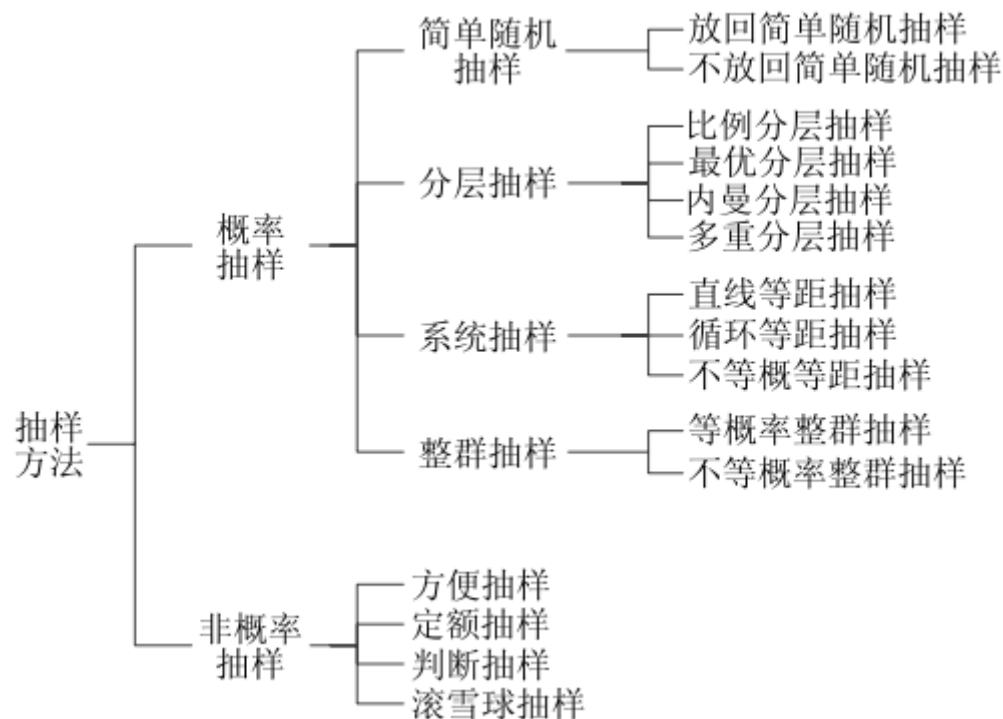 抽样
方法
概率
抽样
简单随机
抽样
放回简单随机抽样
不放回简单随机抽样
分层抽样
比例分层抽样
最优分层抽样
内曼分层抽样
多重分层抽样
系统抽样
直线等距抽样
循环等距抽样
不等概等距抽样
整群抽样
等概率整群抽样
不等概率整群抽样
非概率
抽样
方便抽样
定额抽样
判断抽样
滚雪球抽样